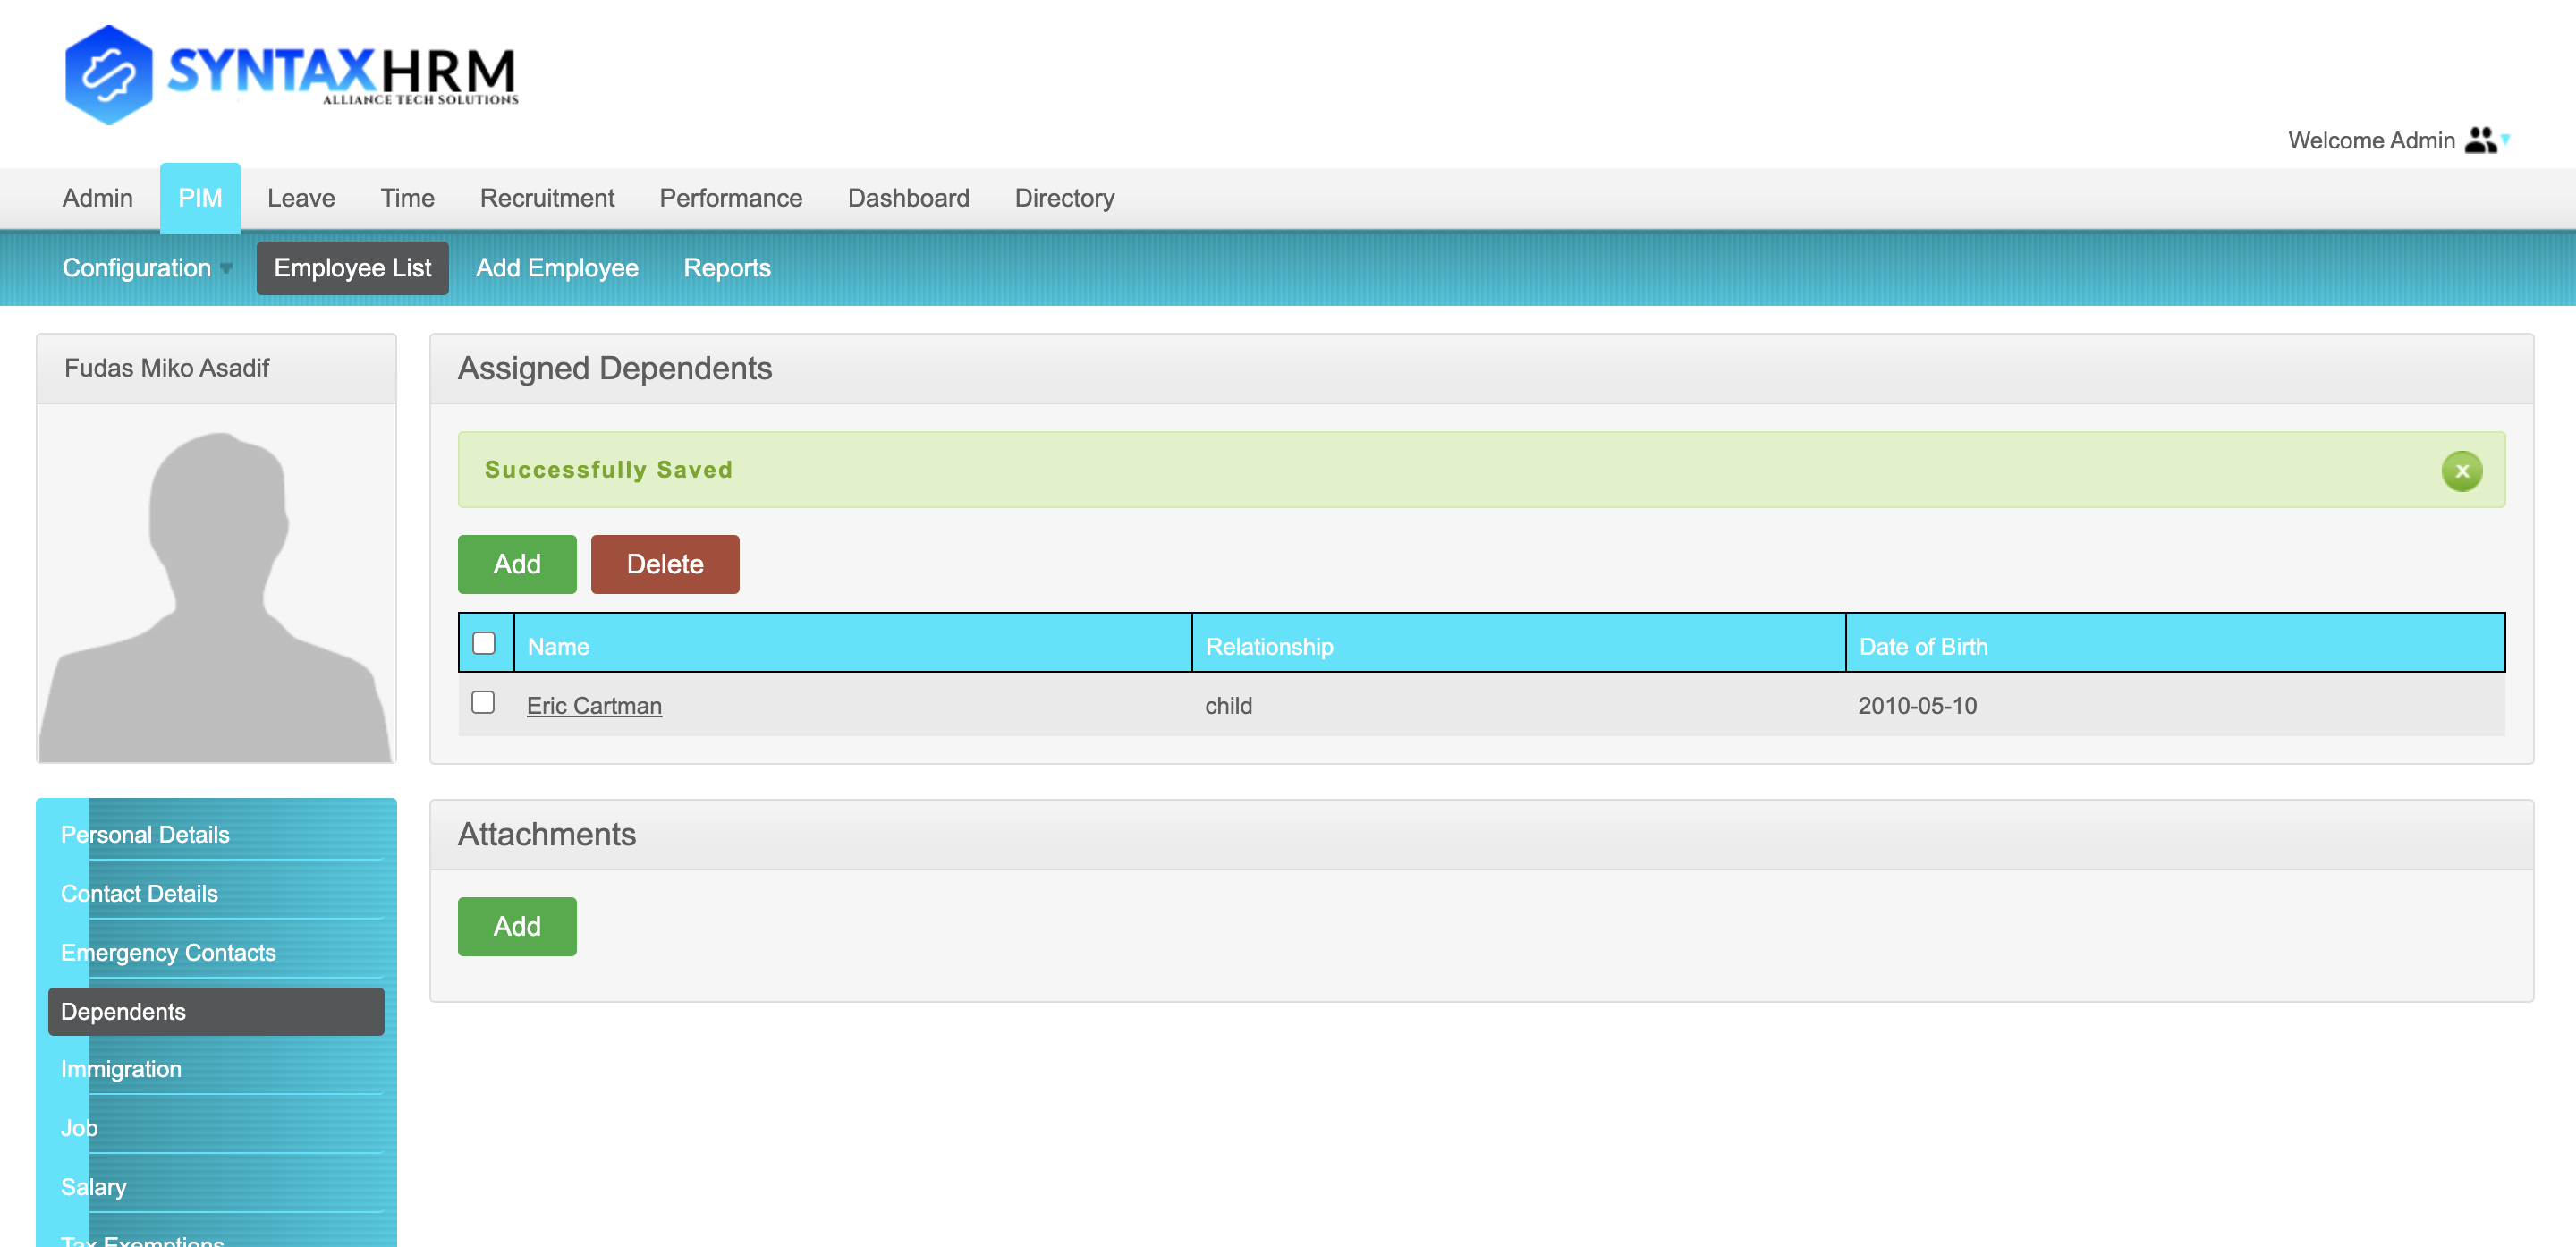 SYNTAXHRM
ALLIANCE TECH SOLUTIONS
Welcome Admin
Admin PIM Leave Time Recruitment Performance Dashboard Directory
Configuration Employee List Add Employee Reports
Fudas Miko Asadif
Assigned Dependents
Successfully Saved
x
Add Delete
Name Relationship Date of Birth
Eric Cartman child 2010-05-10
Personal Details
Contact Details
Emergency Contacts
Dependents
Immigration
Job
Salary
Tax Exemptions
Attachments
Add